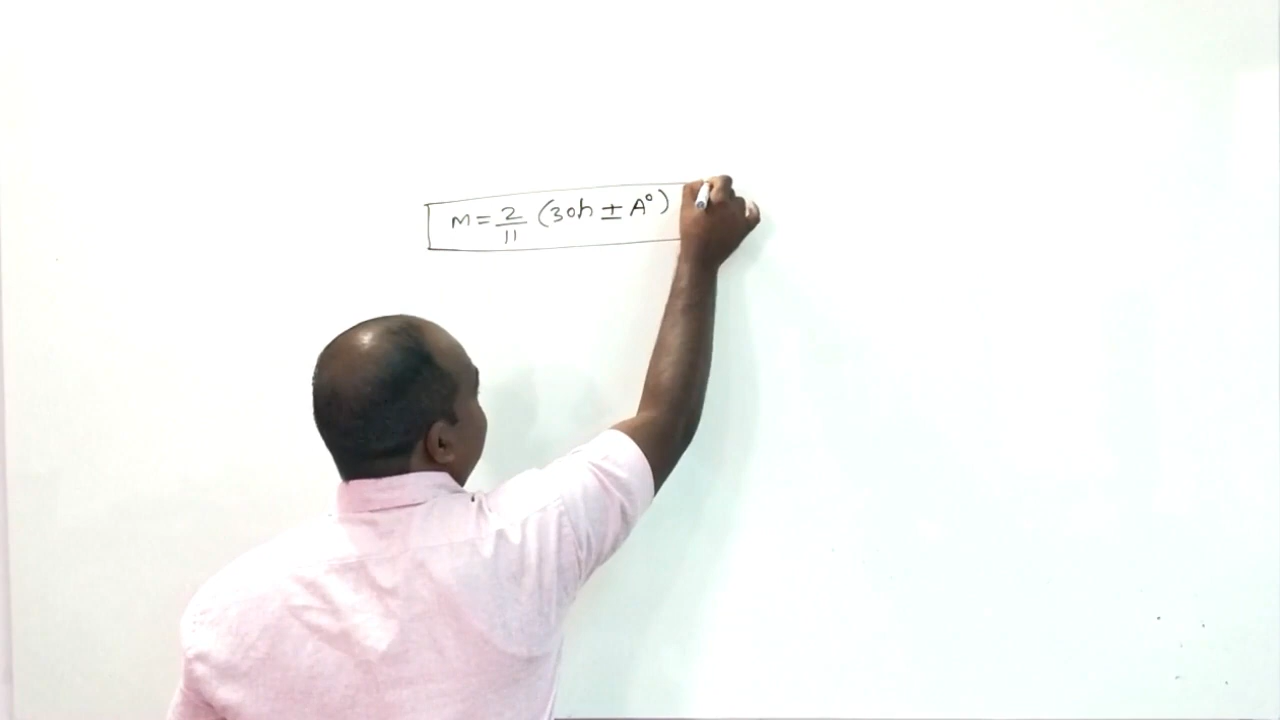 M = 2/11 (30h ± A°)